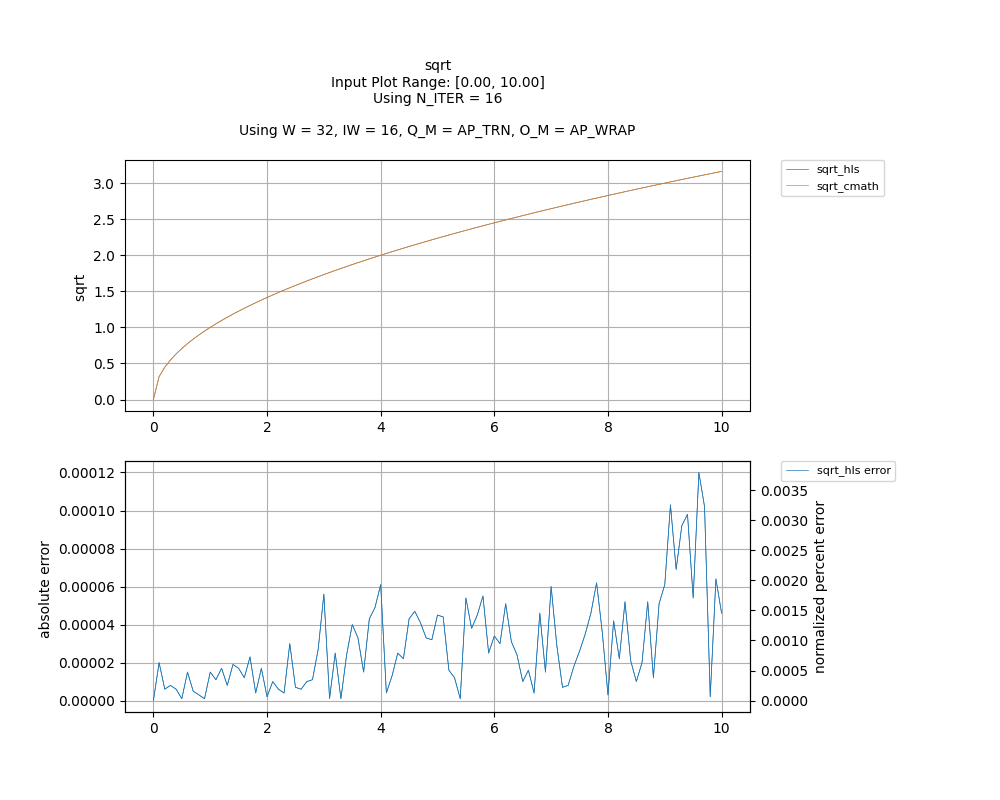 sqrt
Input Plot Range: [0.00, 10.00]
Using N_ITER = 16
Using W = 32, IW = 16, Q_M = AP_TRN, O_M = AP_WRAP
sqrt_hls
sqrt_cmath
sqrt
3.0
2.5
2.0
1.5
1.0
0.5
0.0
0 2 4 6 8 10
sqrt_hls error
absolute error
0.00012
0.00010
0.00008
0.00006
0.00004
0.00002
0.00000
0.0035
0.0030
0.0025
0.0020
0.0015
0.0010
0.0005
0.0000
normalized percent error
0 2 4 6 8 10